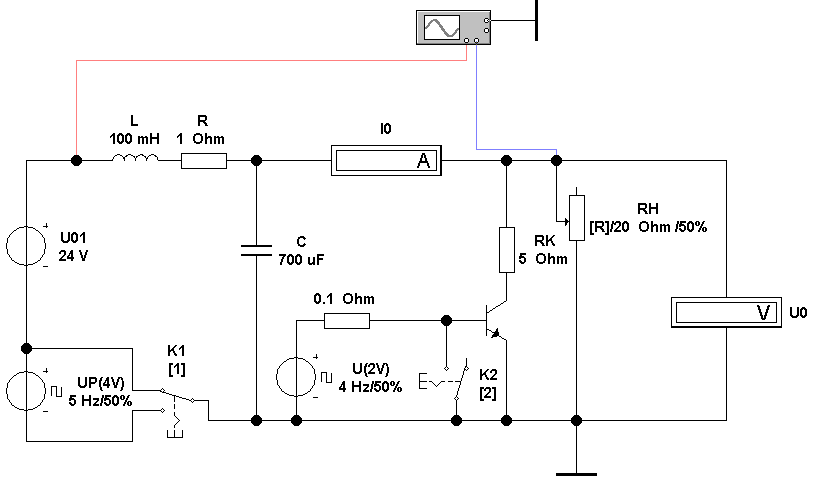 L
100 mH
R
1 Ohm
I0
A
U01
24 V
C
700 uF
RK
5 Ohm
RH
[R]/20 Ohm /50%
V
U0
0.1 Ohm
K1
[1]
UP(4V)
5 Hz/50%
U(2V)
4 Hz/50%
K2
[2]